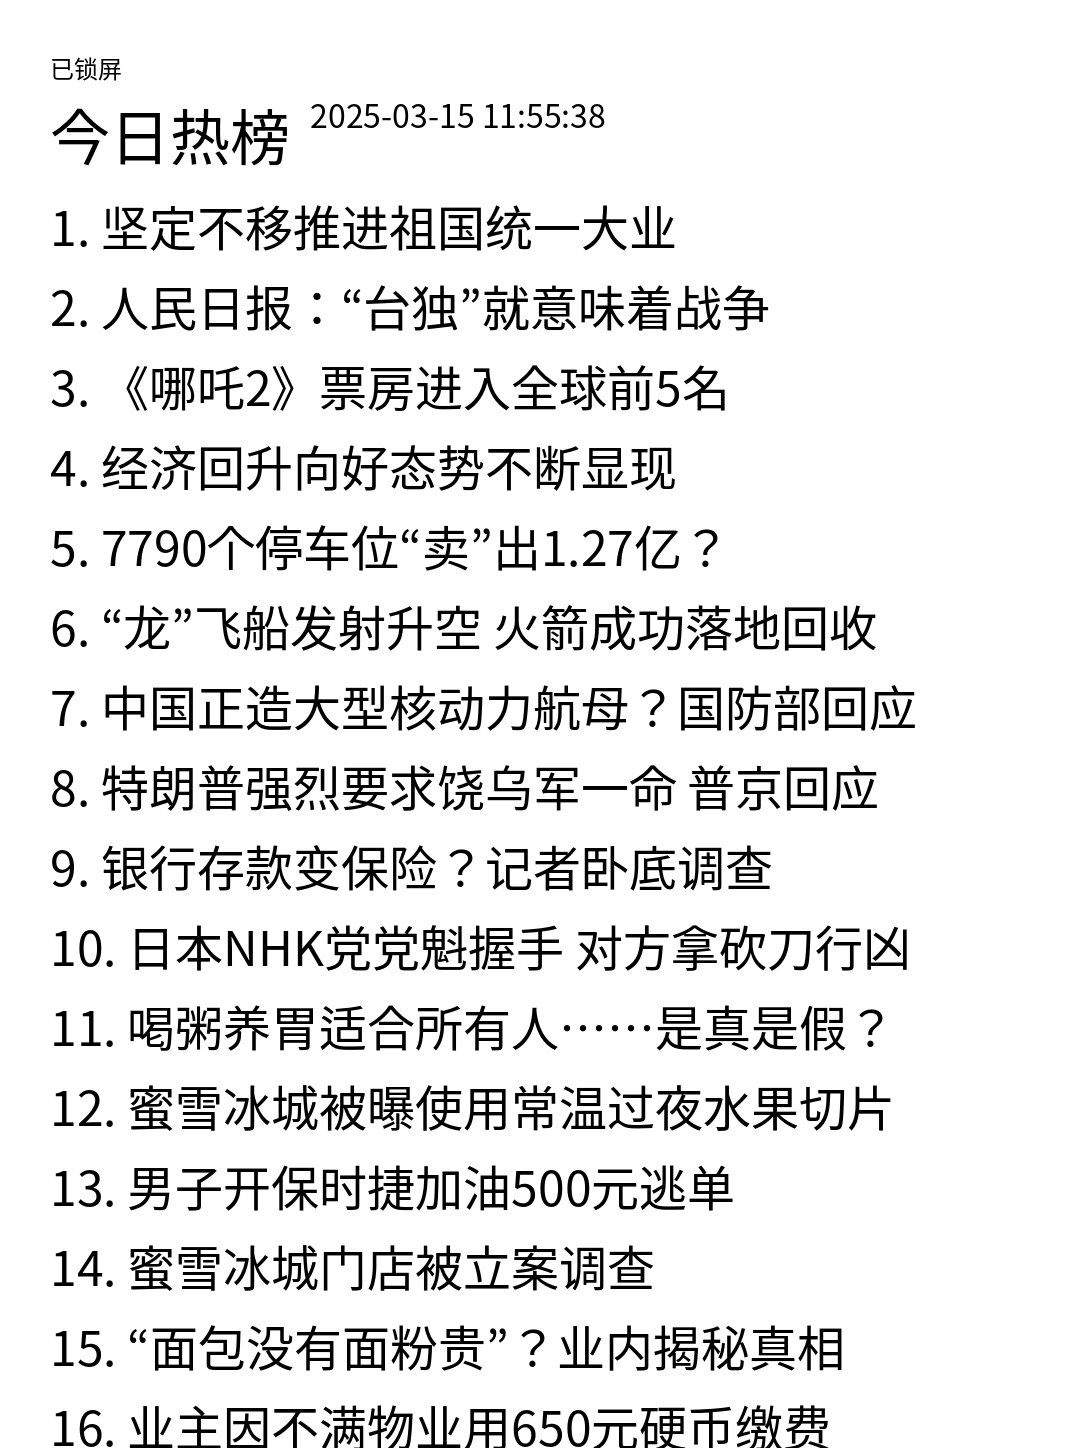 已锁屏
今日热榜 2025-03-15 11:55:38
1. 坚定不移推进祖国统一大业
2. 人民日报：“台独”就意味着战争
3. 《哪吒2》票房进入全球前5名
4. 经济回升向好态势不断显现
5. 7790个停车位“卖”出1.27亿？
6. “龙”飞船发射升空 火箭成功落地回收
7. 中国正造大型核动力航母？国防部回应
8. 特朗普强烈要求饶乌军一命 普京回应
9. 银行存款变保险？记者卧底调查
10. 日本NHK党党魁握手 对方拿砍刀行凶
11. 喝粥养胃适合所有人……是真是假？
12. 蜜雪冰城被曝使用常温过夜水果切片
13. 男子开保时捷加油500元逃单
14. 蜜雪冰城门店被立案调查
15. “面包没有面粉贵”？业内揭秘真相
16. 业主因不满物业用650元硬币缴费